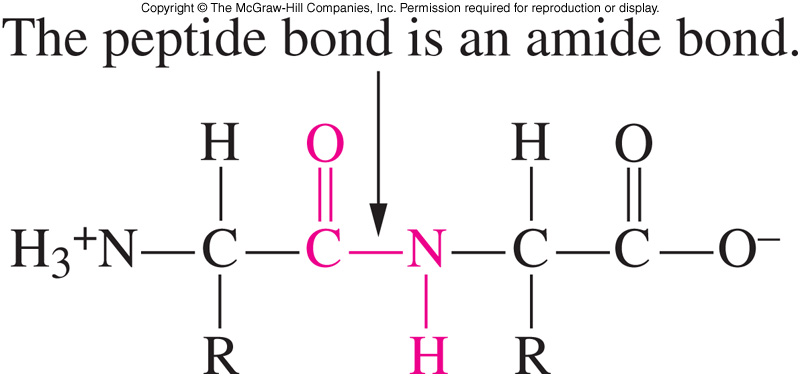 Copyright © The McGraw-Hill Companies, Inc. Permission required for reproduction or display.
The peptide bond is an amide bond.
H O H O
H₃⁺N—C—C—N—C—C—O⁻
R H R